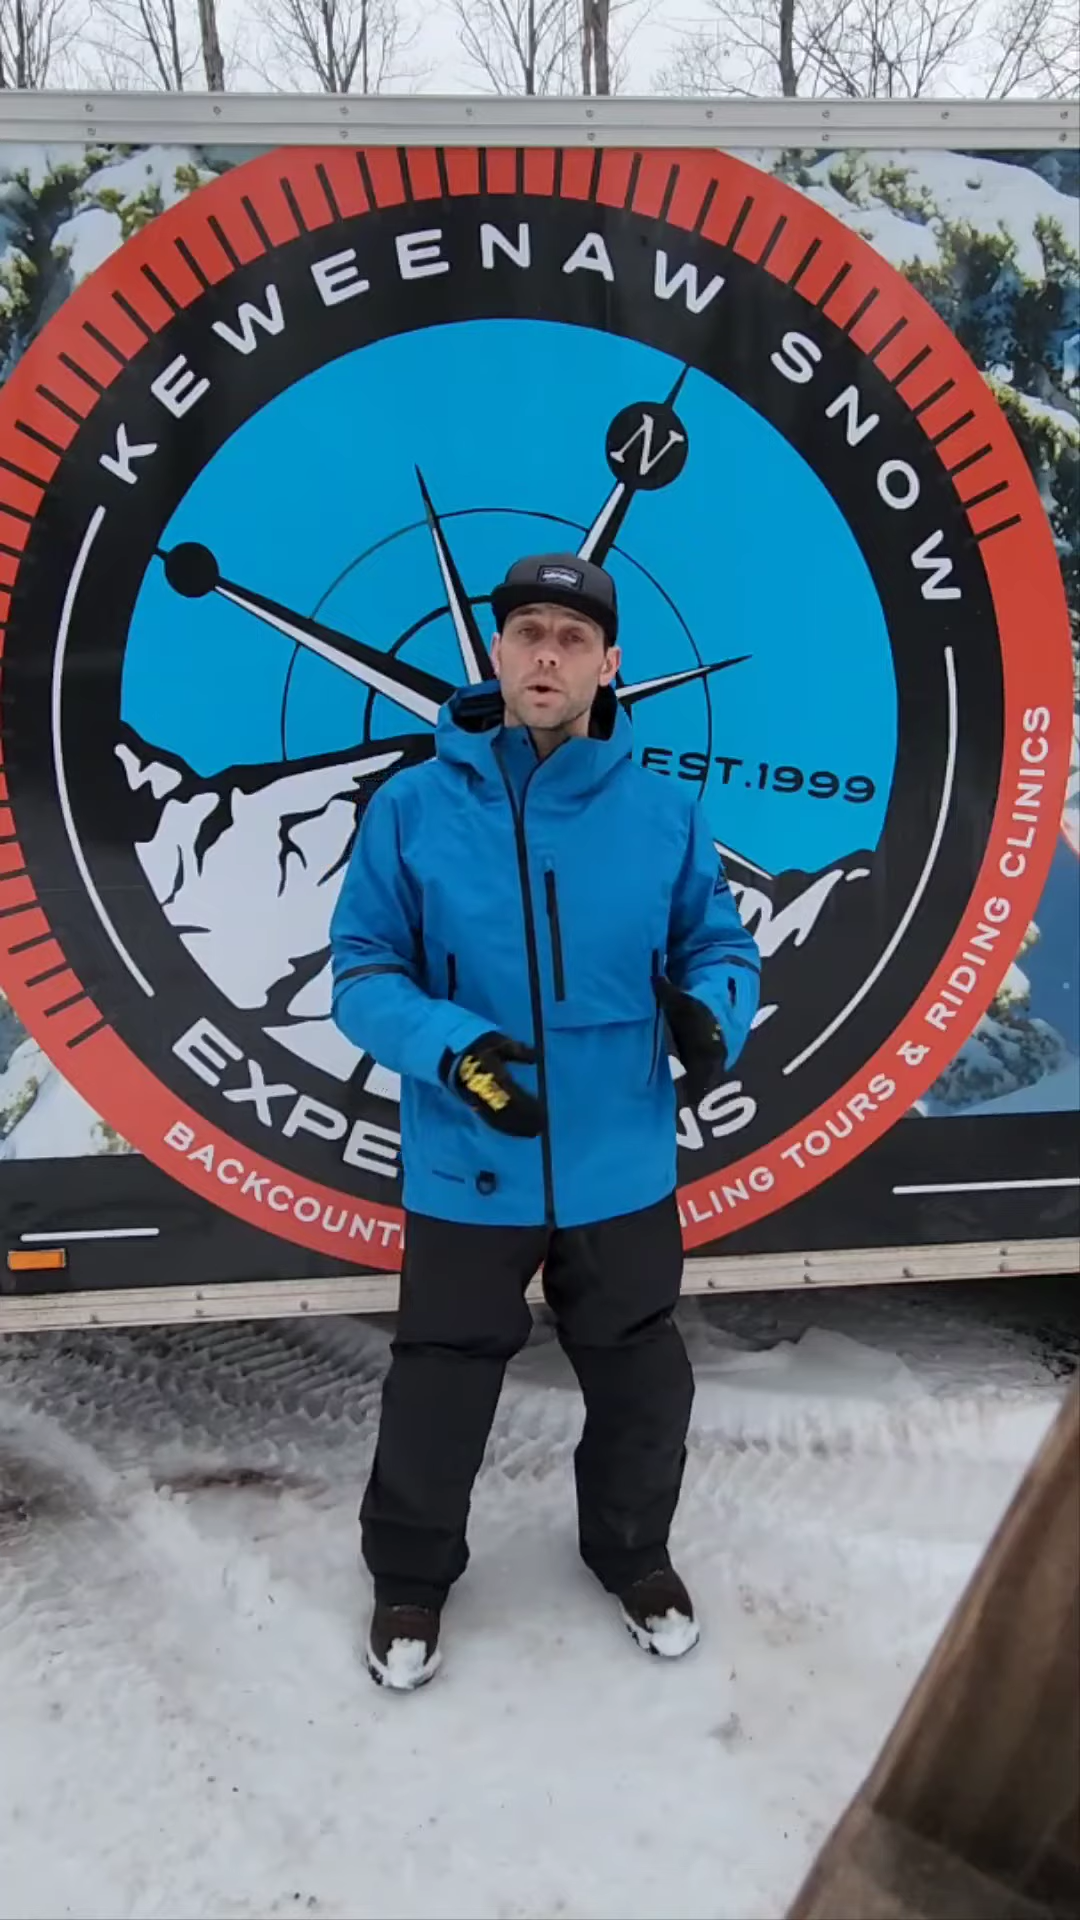 KEWEENAW SNOW
N
EST.1999
EXPE NS
BACKCOUNT ILING TOURS & RIDING CLINICS